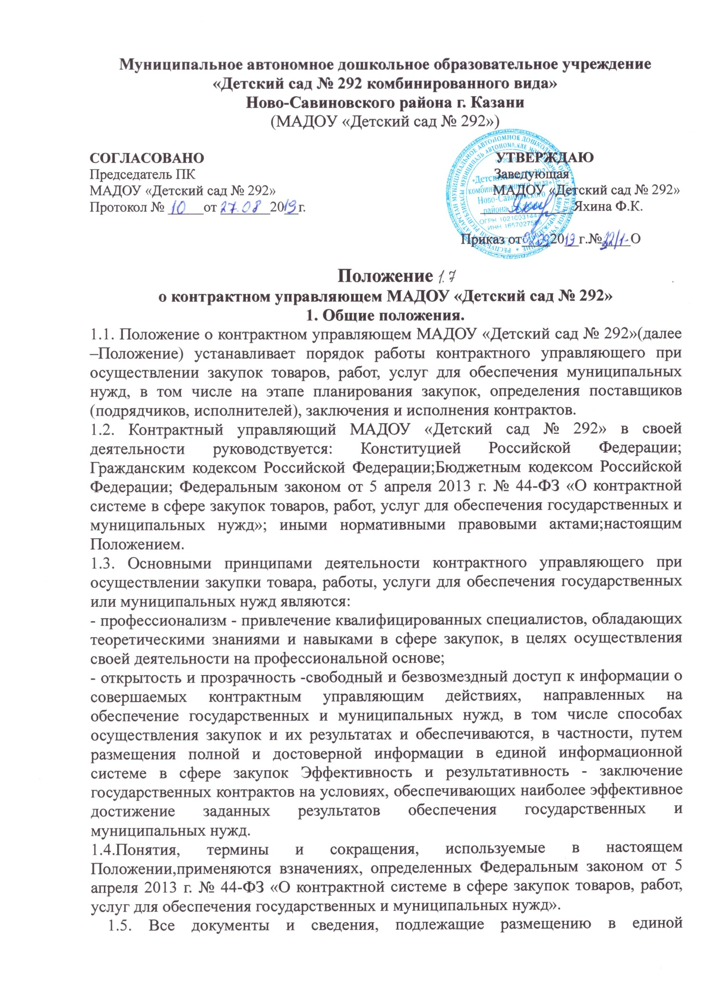 Муниципальное автономное дошкольное образовательное учреждение
«Детский сад № 292 комбинированного вида»
Ново-Савиновского района г. Казани
(МАДОУ «Детский сад № 292»)
СОГЛАСОВАНО
Председатель ПК
МАДОУ «Детский сад № 292»
Протокол № 10 от 27.08 2019 г.
УТВЕРЖДАЮ
Заведующая
МАДОУ «Детский сад № 292»
Яхина Ф.К.
Приказ от 2019 г.№ О
«Детский сад №292
комбинированного вида»
Ново-Савиновского
района
ИНН 1657027566
Положение 1.7
о контрактном управляющем МАДОУ «Детский сад № 292»
1. Общие положения.
1.1. Положение о контрактном управляющем МАДОУ «Детский сад № 292»(далее
–Положение) устанавливает порядок работы контрактного управляющего при
осуществлении закупок товаров, работ, услуг для обеспечения муниципальных
нужд, в том числе на этапе планирования закупок, определения поставщиков
(подрядчиков, исполнителей), заключения и исполнения контрактов.
1.2. Контрактный управляющий МАДОУ «Детский сад № 292» в своей
деятельности руководствуется: Конституцией Российской Федерации;
Гражданским кодексом Российской Федерации;Бюджетным кодексом Российской
Федерации; Федеральным законом от 5 апреля 2013 г. № 44-ФЗ «О контрактной
системе в сфере закупок товаров, работ, услуг для обеспечения государственных и
муниципальных нужд»; иными нормативными правовыми актами;настоящим
Положением.
1.3. Основными принципами деятельности контрактного управляющего при
осуществлении закупки товара, работы, услуги для обеспечения государственных
или муниципальных нужд являются:
- профессионализм - привлечение квалифицированных специалистов, обладающих
теоретическими знаниями и навыками в сфере закупок, в целях осуществления
своей деятельности на профессиональной основе;
- открытость и прозрачность -свободный и безвозмездный доступ к информации о
совершаемых контрактным управляющим действиях, направленных на
обеспечение государственных и муниципальных нужд, в том числе способах
осуществления закупок и их результатах и обеспечиваются, в частности, путем
размещения полной и достоверной информации в единой информационной
системе в сфере закупок Эффективность и результативность - заключение
государственных контрактов на условиях, обеспечивающих наиболее эффективное
достижение заданных результатов обеспечения государственных и
муниципальных нужд.
1.4.Понятия, термины и сокращения, используемые в настоящем
Положении,применяются взначениях, определенных Федеральным законом от 5
апреля 2013 г. № 44-ФЗ «О контрактной системе в сфере закупок товаров, работ,
услуг для обеспечения государственных и муниципальных нужд».
1.5. Все документы и сведения, подлежащие размещению в единой